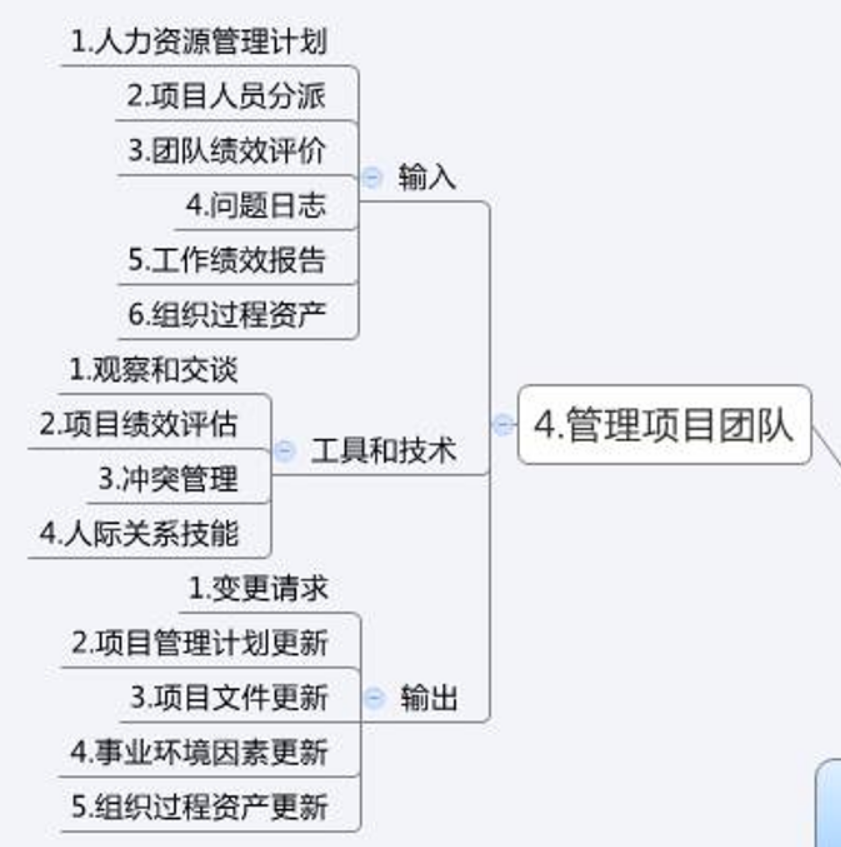 1.人力资源管理计划
2.项目人员分派
3.团队绩效评价
4.问题日志
5.工作绩效报告
6.组织过程资产
输入
1.观察和交谈
2.项目绩效评估
3.冲突管理
4.人际关系技能
工具和技术
4.管理项目团队
1.变更请求
2.项目管理计划更新
3.项目文件更新
4.事业环境因素更新
5.组织过程资产更新
输出